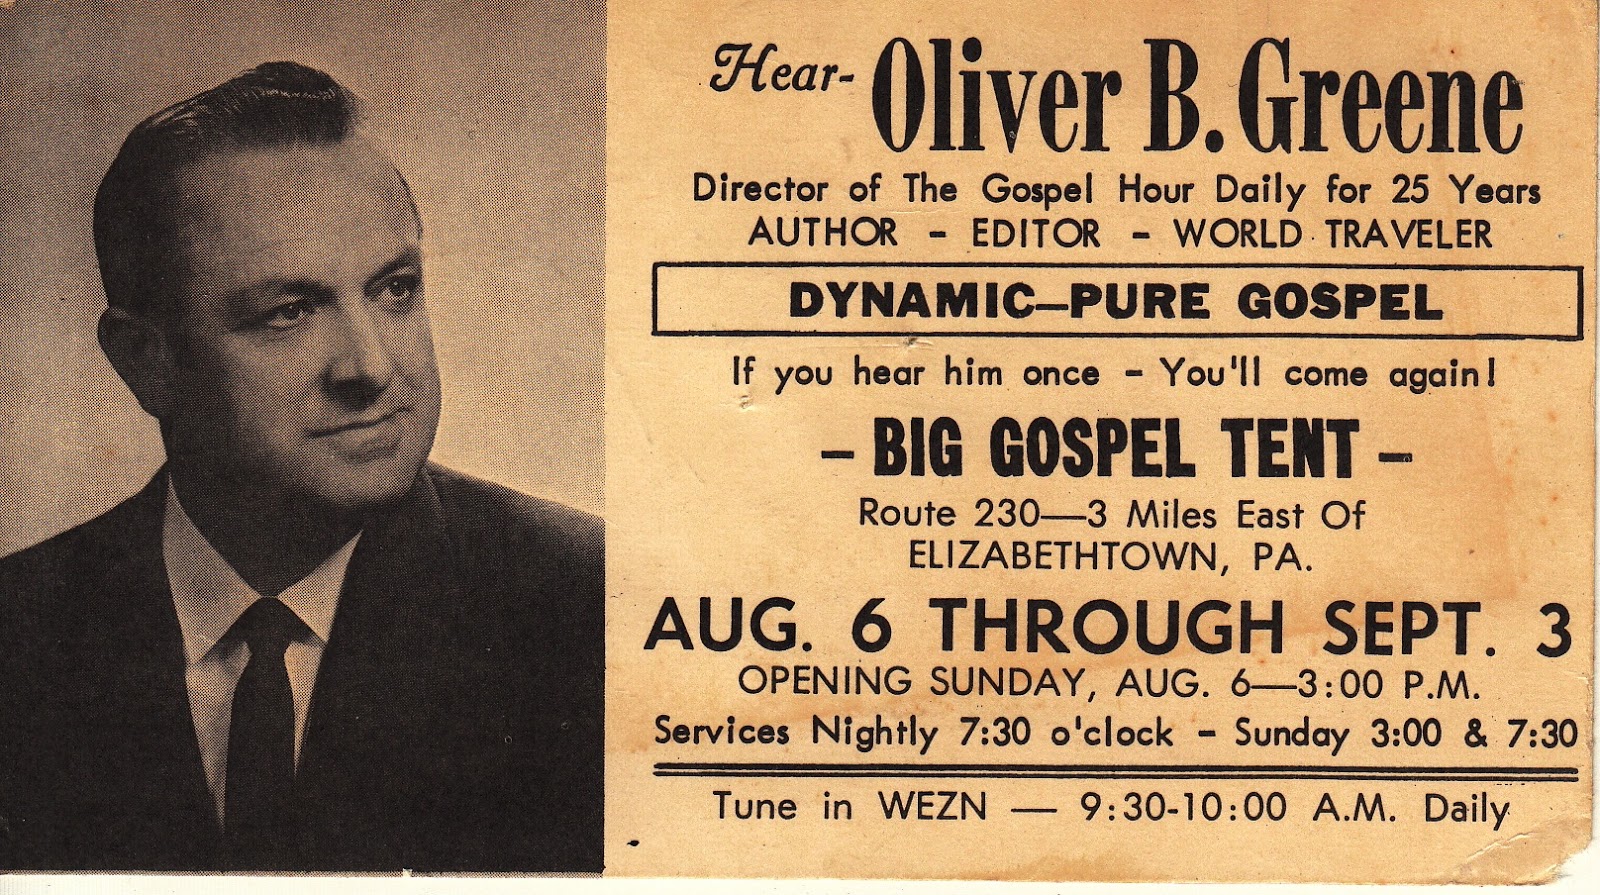 Hear- Oliver B. Greene
Director of The Gospel Hour Daily for 25 Years
AUTHOR - EDITOR - WORLD TRAVELER
DYNAMIC—PURE GOSPEL
If you hear him once - You'll come again!
- BIG GOSPEL TENT -
Route 230—3 Miles East Of
ELIZABETHTOWN, PA.
AUG. 6 THROUGH SEPT. 3
OPENING SUNDAY, AUG. 6—3:00 P.M.
Services Nightly 7:30 o'clock - Sunday 3:00 & 7:30
Tune in WEZN — 9:30-10:00 A.M. Daily